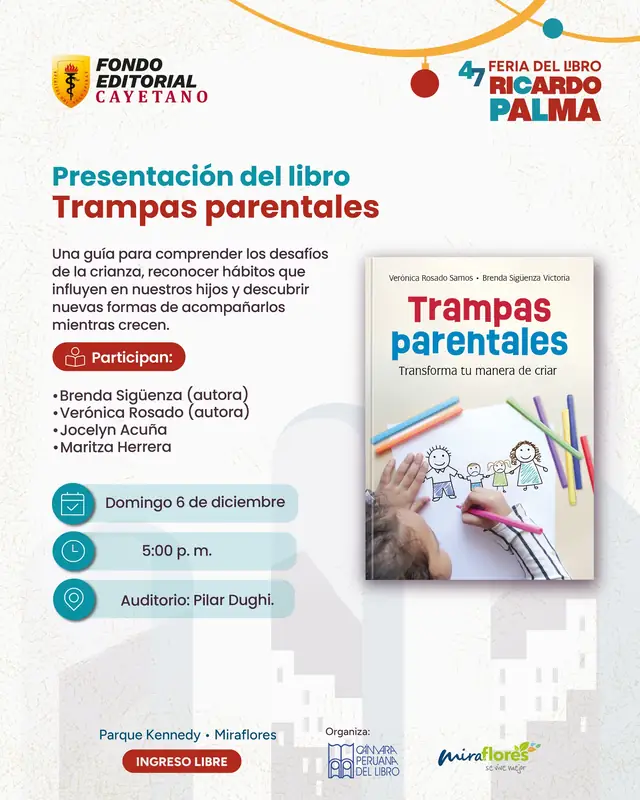 FONDO
EDITORIAL
CAYETANO
47 FERIA DEL LIBRO
RICARDO
PALMA
Presentación del libro
Trampas parentales
Una guía para comprender los desafíos
de la crianza, reconocer hábitos que
influyen en nuestros hijos y descubrir
nuevas formas de acompañarlos
mientras crecen.
Participan:
•Brenda Sigüenza (autora)
•Verónica Rosado (autora)
•Jocelyn Acuña
•Maritza Herrera
Domingo 6 de diciembre
5:00 p. m.
Auditorio: Pilar Dughi.
Verónica Rosado Samos • Brenda Sigüenza Victoria
Trampas
parentales
Transforma tu manera de criar
Parque Kennedy • Miraflores
INGRESO LIBRE
Organiza:
CÁMARA
PERUANA
DEL LIBRO
miraflores
se vive mejor